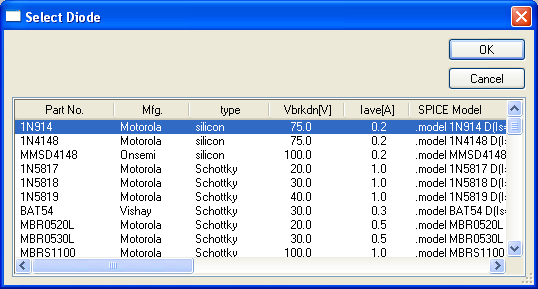 Select Diode
OK
Cancel
Part No. Mfg. type Vbrkdn[V] Iave[A] SPICE Model
1N914 Motorola silicon 75.0 0.2 .model 1N914 D(Is=
1N4148 Motorola silicon 75.0 0.2 .model 1N4148 D(Is
MMSD4148 Onsemi silicon 100.0 0.2 .model MMSD4148
1N5817 Motorola Schottky 20.0 1.0 .model 1N5817 D(Is
1N5818 Motorola Schottky 30.0 1.0 .model 1N5818 D(Is
1N5819 Motorola Schottky 40.0 1.0 .model 1N5819 D(Is
BAT54 Vishay Schottky 30.0 0.3 .model BAT54 D(Is=
MBR0520L Motorola Schottky 20.0 0.5 .model MBR0520L
MBR0530L Motorola Schottky 30.0 0.5 .model MBR0530L
MBRS1100 Motorola Schottky 100.0 1.0 .model MBRS1100